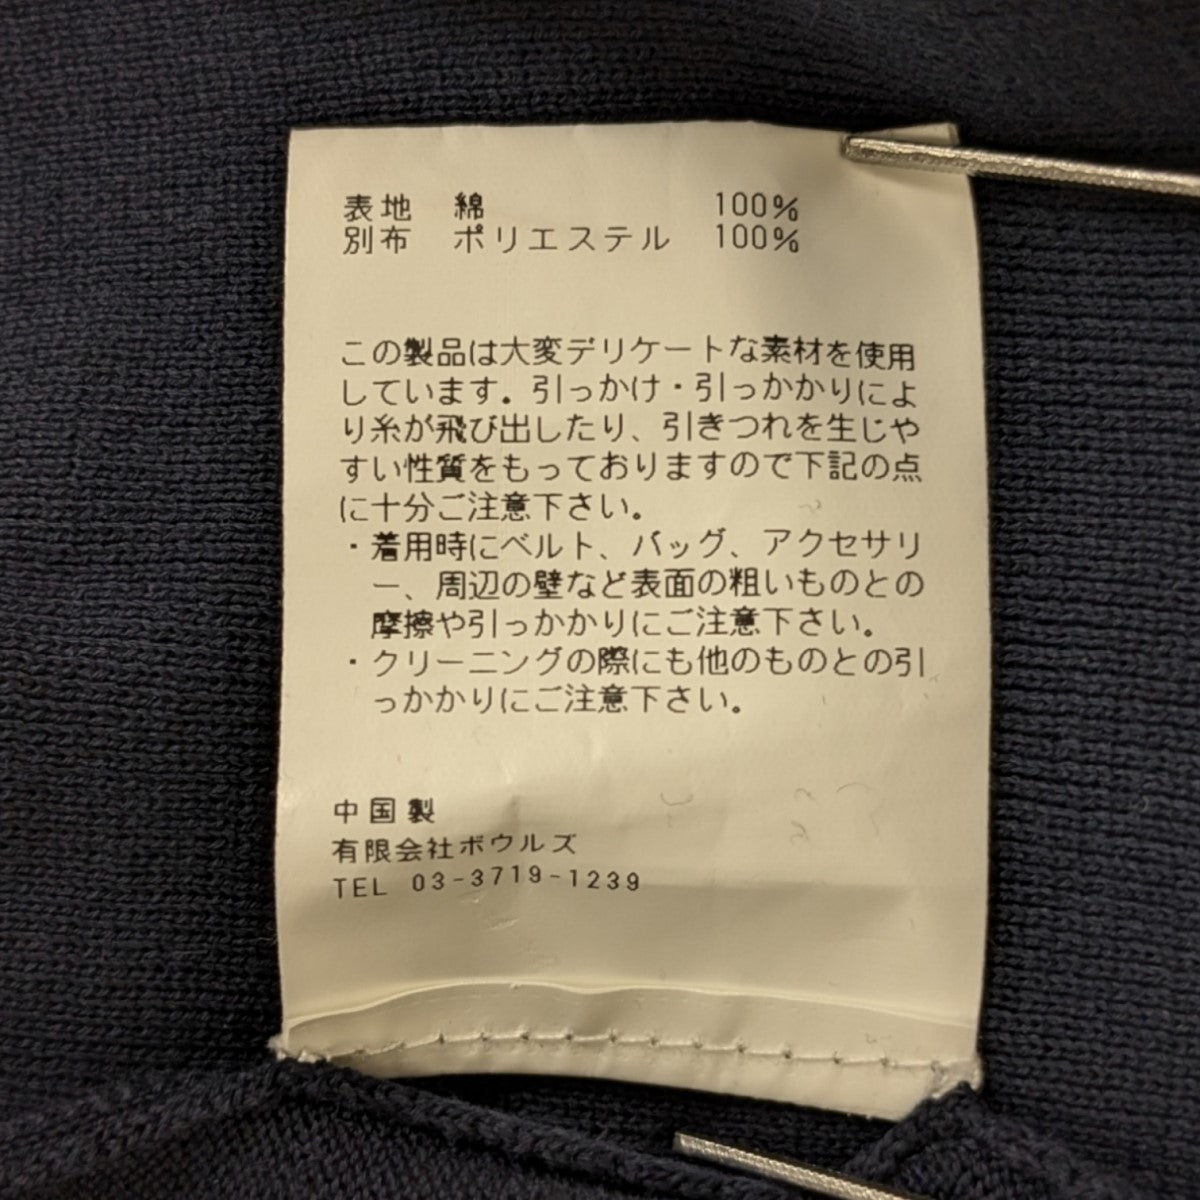 表地 綿 100%
別布 ポリエステル 100%
この製品は大変デリケートな素材を使用
しています。引っかけ・引っかかりによ
り糸が飛び出したり、引きつれを生じや
すい性質をもっておりますので下記の点
に十分ご注意下さい。
・着用時にベルト、バッグ、アクセサリ
ー、周辺の壁など表面の粗いものとの
摩擦や引っかかりにご注意下さい。
・クリーニングの際にも他のものとの引
っかかりにご注意下さい。
中国製
有限会社ボウルズ
TEL 03-3719-1239